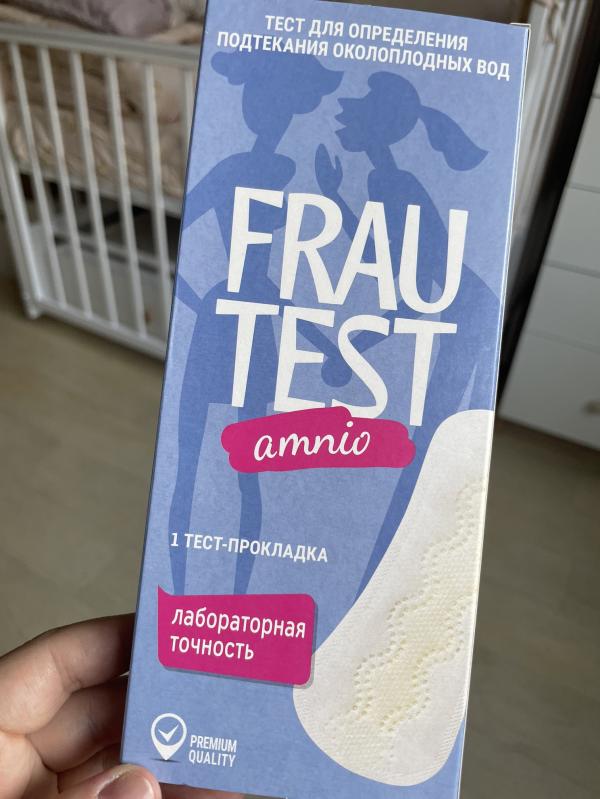 ТЕСТ ДЛЯ ОПРЕДЕЛЕНИЯ
ПОДТЕКАНИЯ ОКОЛОПЛОДНЫХ ВОД
FRAU
TEST
amnio
1 ТЕСТ-ПРОКЛАДКА
лабораторная
точность
PREMIUM
QUALITY